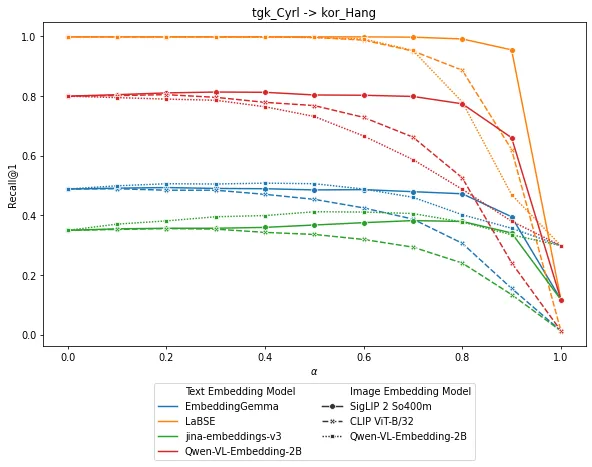 tgk_Cyrl -> kor_Hang
Recall@1
1.0
0.8
0.6
0.4
0.2
0.0
0.0 0.2 0.4 0.6 0.8 1.0
α
Text Embedding Model
EmbeddingGemma
LaBSE
jina-embeddings-v3
Qwen-VL-Embedding-2B
Image Embedding Model
SigLIP 2 So400m
CLIP ViT-B/32
Qwen-VL-Embedding-2B